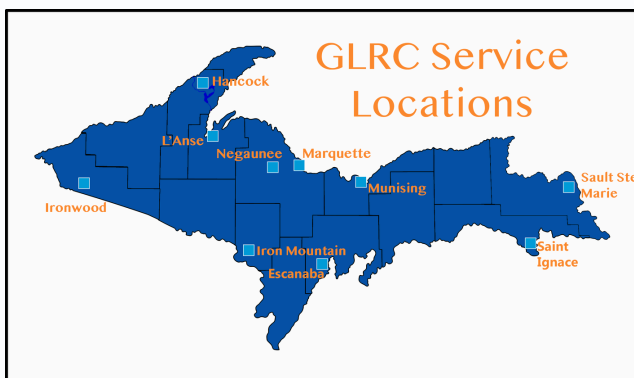 GLRC Service
Locations
Hancock
L'Anse
Negaunee
Marquette
Munising
Sault Ste
Marie
Ironwood
Iron Mountain
Escanaba
Saint
Ignace